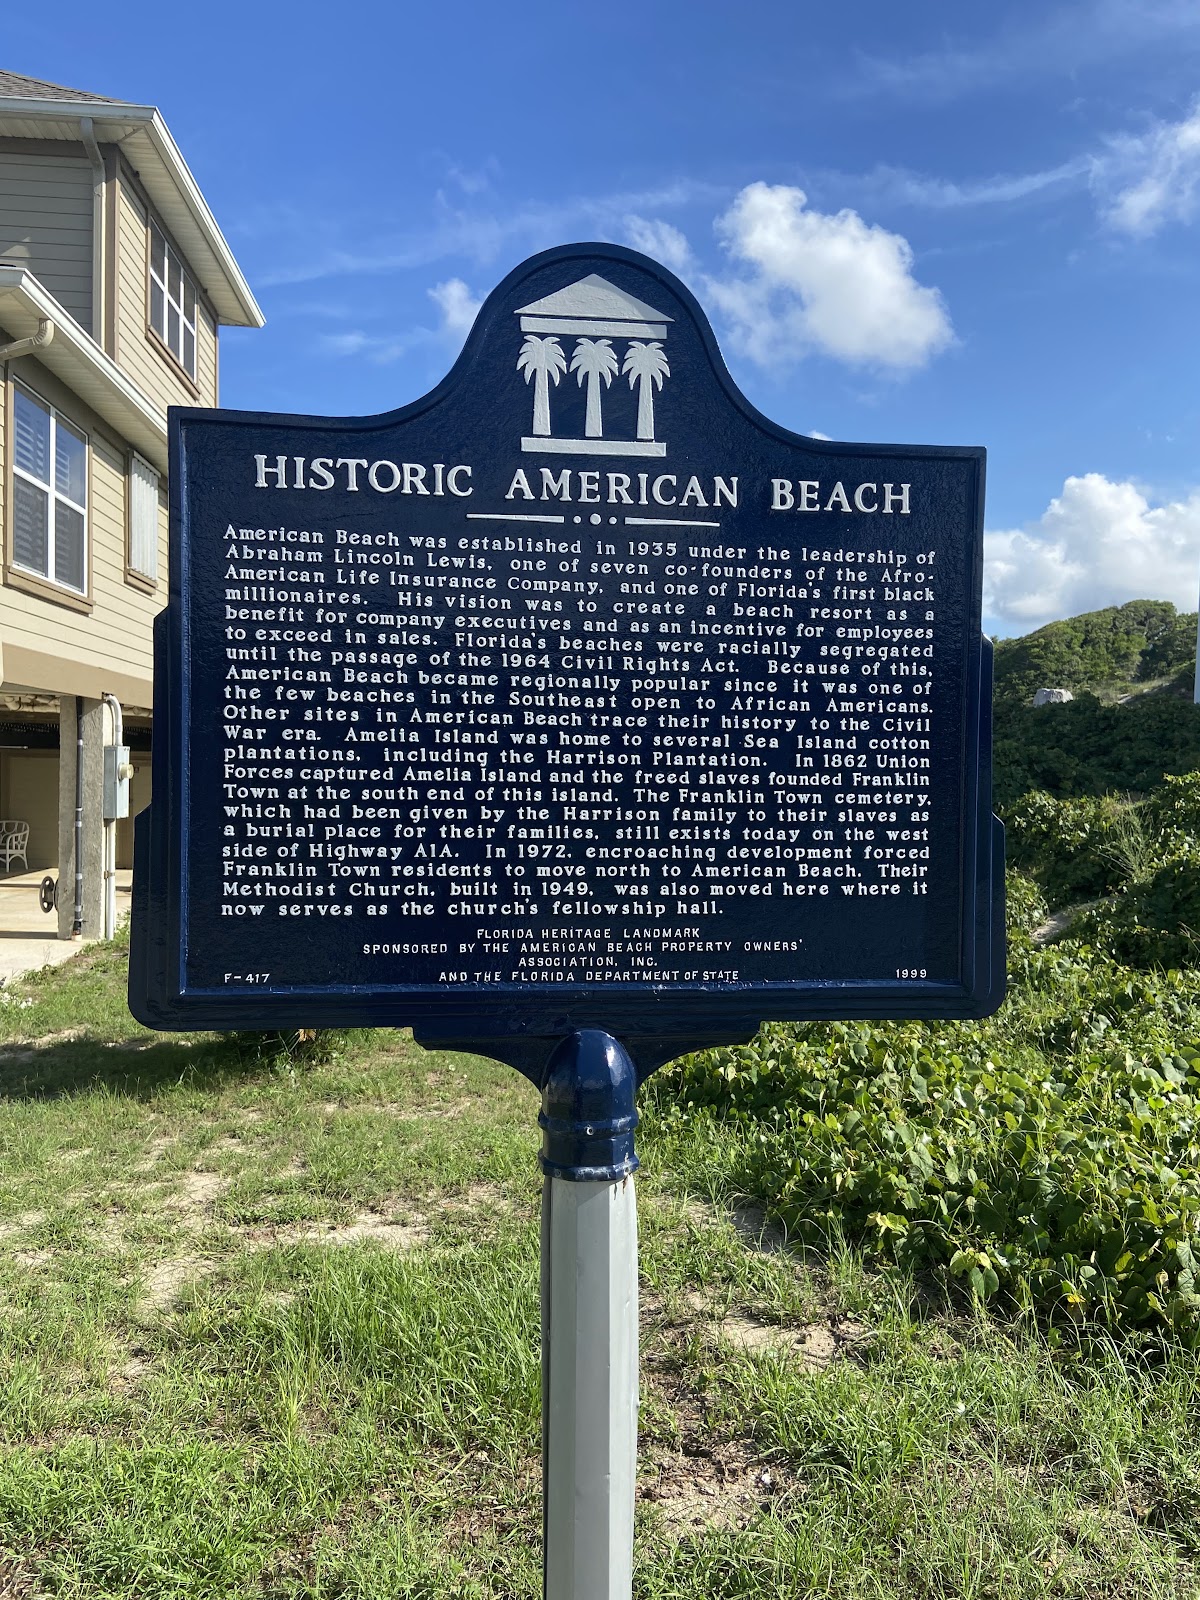 HISTORIC AMERICAN BEACH
American Beach was established in 1935 under the leadership of
Abraham Lincoln Lewis, one of seven co-founders of the Afro-
American Life Insurance Company, and one of Florida's first black
millionaires. His vision was to create a beach resort as a
benefit for company executives and as an incentive for employees
to exceed in sales. Florida's beaches were racially segregated
until the passage of the 1964 Civil Rights Act. Because of this,
American Beach became regionally popular since it was one of
the few beaches in the Southeast open to African Americans.
Other sites in American Beach trace their history to the Civil
War era. Amelia Island was home to several Sea Island cotton
plantations, including the Harrison Plantation. In 1862 Union
Forces captured Amelia Island and the freed slaves founded Franklin
Town at the south end of this island. The Franklin Town cemetery,
which had been given by the Harrison family to their slaves as
a burial place for their families, still exists today on the west
side of Highway A1A. In 1972, encroaching development forced
Franklin Town residents to move north to American Beach. Their
Methodist Church, built in 1949, was also moved here where it
now serves as the church's fellowship hall.
FLORIDA HERITAGE LANDMARK
SPONSORED BY THE AMERICAN BEACH PROPERTY OWNERS'
ASSOCIATION, INC.
F-417 AND THE FLORIDA DEPARTMENT OF STATE 1999